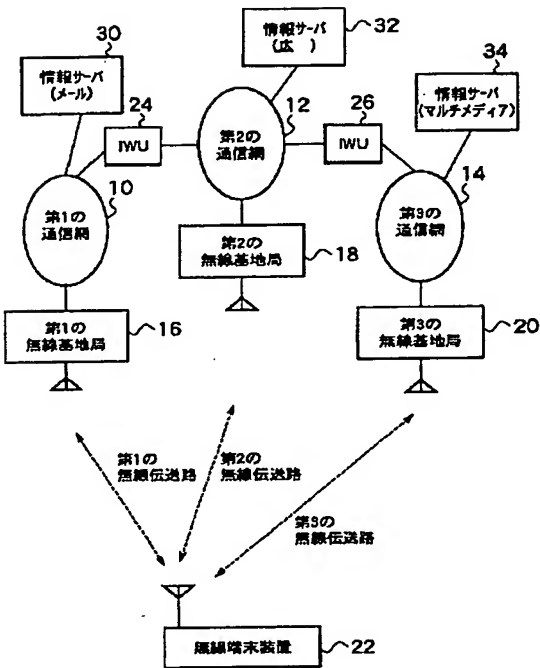 30
情報サーバ
(メール)
情報サーバ
(広 )
32
34
情報サーバ
(マルチメディア)
24
IWU
12
第2の
通信網
26
IWU
10
第1の
通信網
14
第3の
通信網
第2の
無線基地局
18
第1の
無線基地局
16
第3の
無線基地局
20
第1の
無線伝送路
第2の
無線伝送路
第3の
無線伝送路
無線端末装置
22